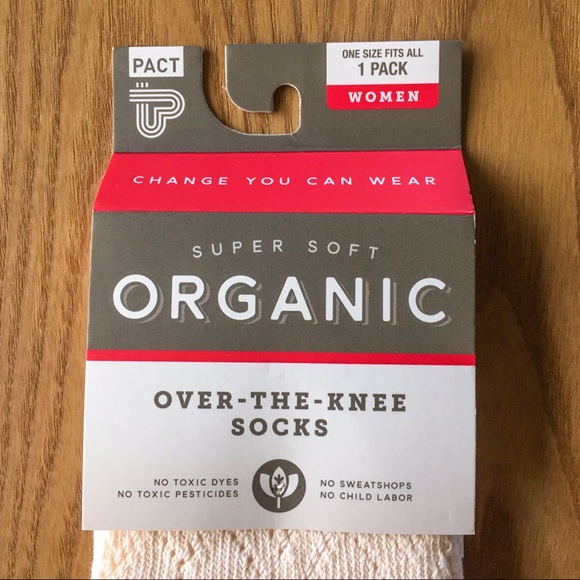 PACT
ONE SIZE FITS ALL
1 PACK
WOMEN
CHANGE YOU CAN WEAR
SUPER SOFT
ORGANIC
OVER-THE-KNEE
SOCKS
NO TOXIC DYES
NO TOXIC PESTICIDES
NO SWEATSHOPS
NO CHILD LABOR